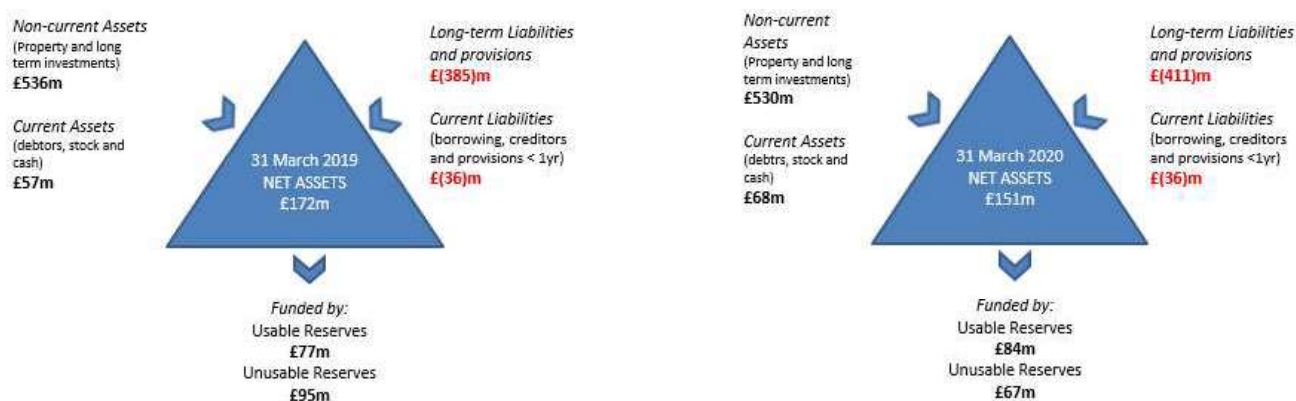 Non-current Assets
(Property and long
term investments)
£536m
Current Assets
(debtors, stock and
cash)
£57m
Long-term Liabilities
and provisions
£(385)m
Current Liabilities
(borrowing, creditors
and provisions < 1yr)
£(36)m
31 March 2019
NET ASSETS
£172m
Funded by:
Usable Reserves
£77m
Unusable Reserves
£95m
Non-current
Assets
(Property and long
term investments)
£530m
Current Assets
(debtrs, stock and
cash)
£68m
Long-term Liabilities
and provisions
£(411)m
Current Liabilities
(borrowing, creditors
and provisions <1yr)
£(36)m
31 March 2020
NET ASSETS
£151m
Funded by:
Usable Reserves
£84m
Unusable Reserves
£67m